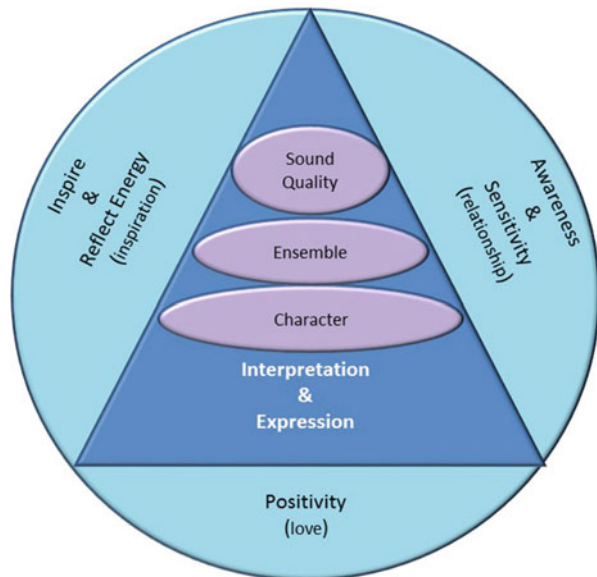 Inspire
&
Reflect Energy
(inspiration)
Awareness
&
Sensitivity
(relationship)
Sound
Quality
Ensemble
Character
Interpretation
&
Expression
Positivity
(love)